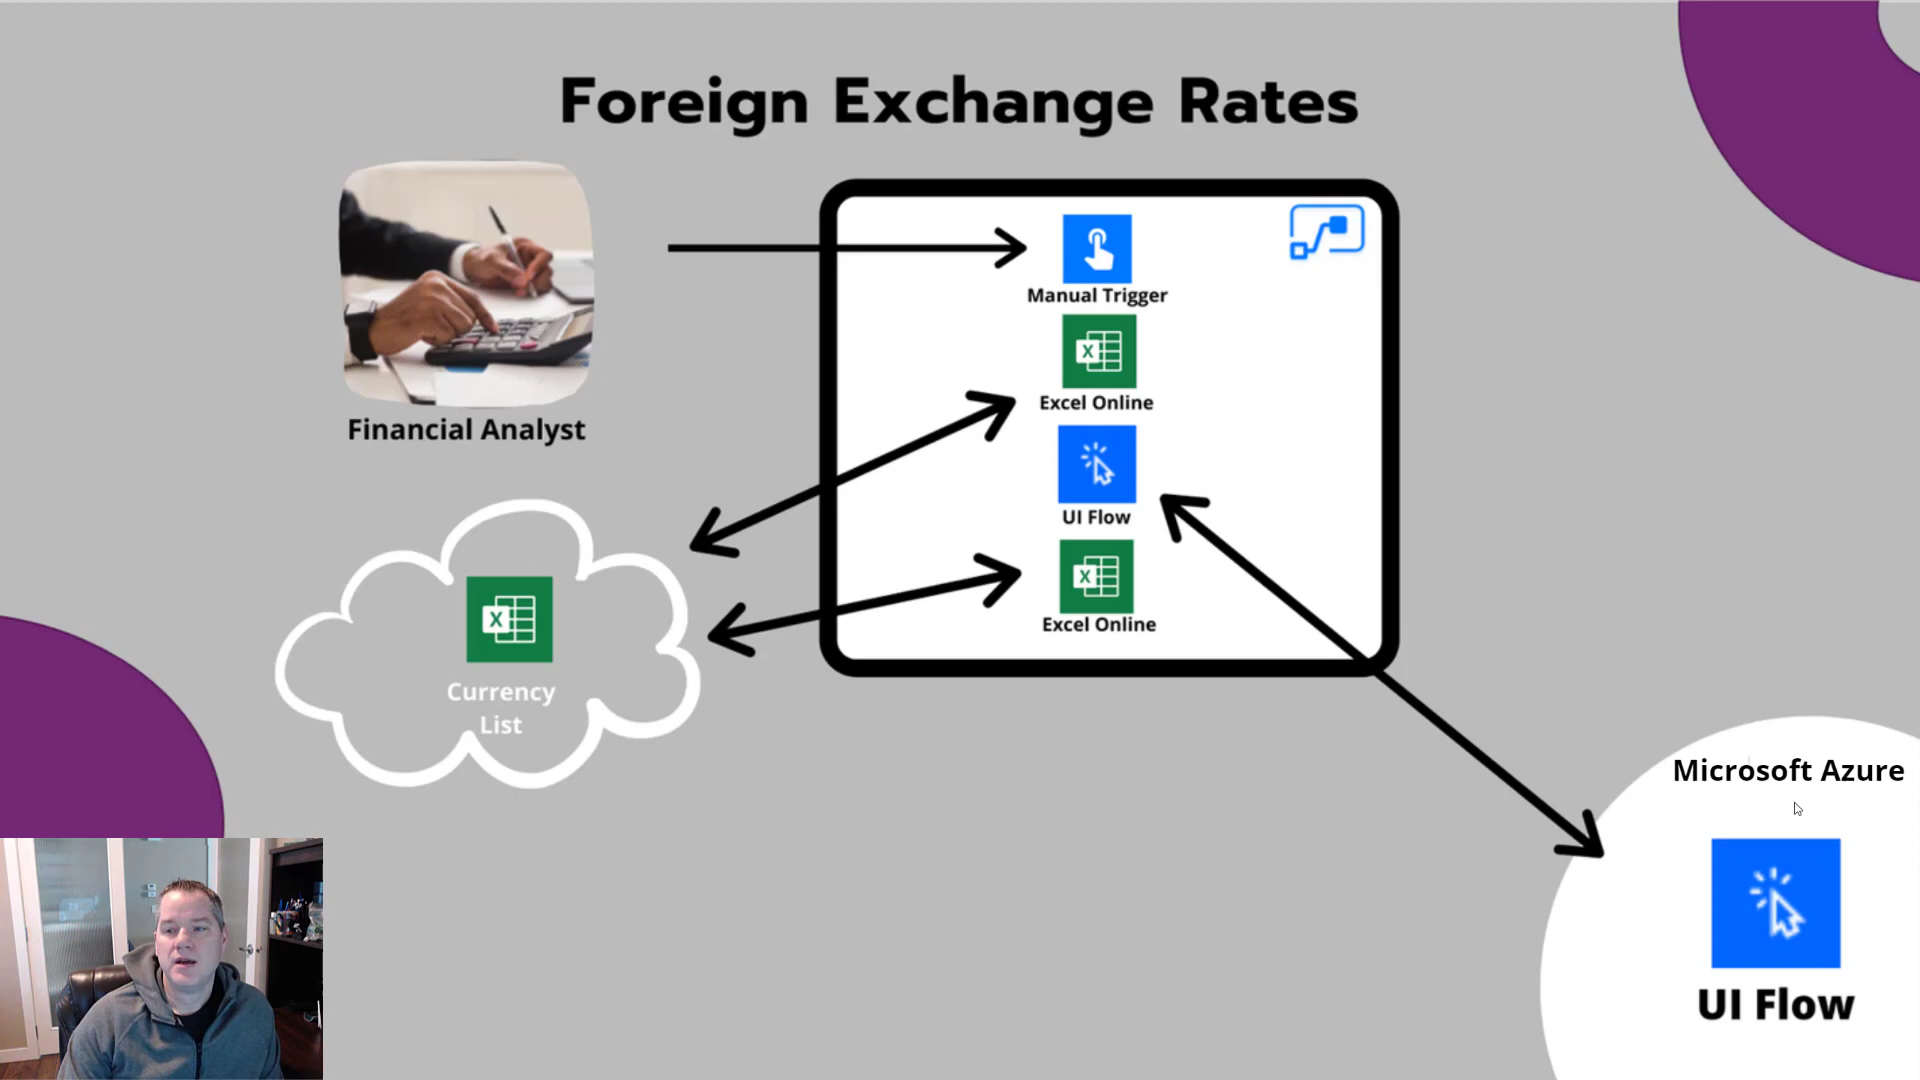 Foreign Exchange Rates
Financial Analyst
Manual Trigger
Excel Online
UI Flow
Excel Online
Currency
List
Microsoft Azure
UI Flow